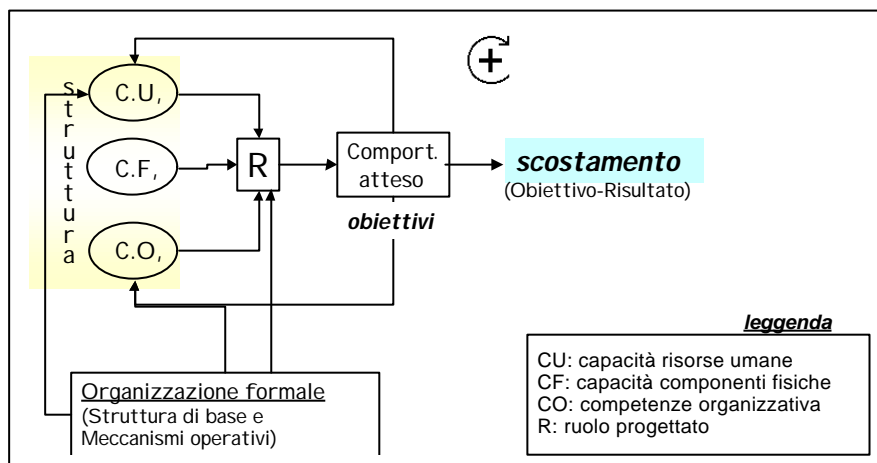 struttura
C.U,
C.F,
C.O,
R
+
Comport.
atteso
obiettivi
scostamento
(Obiettivo-Risultato)
Organizzazione formale
(Struttura di base e
Meccanismi operativi)
leggenda
CU: capacità risorse umane
CF: capacità componenti fisiche
CO: competenze organizzativa
R: ruolo progettato